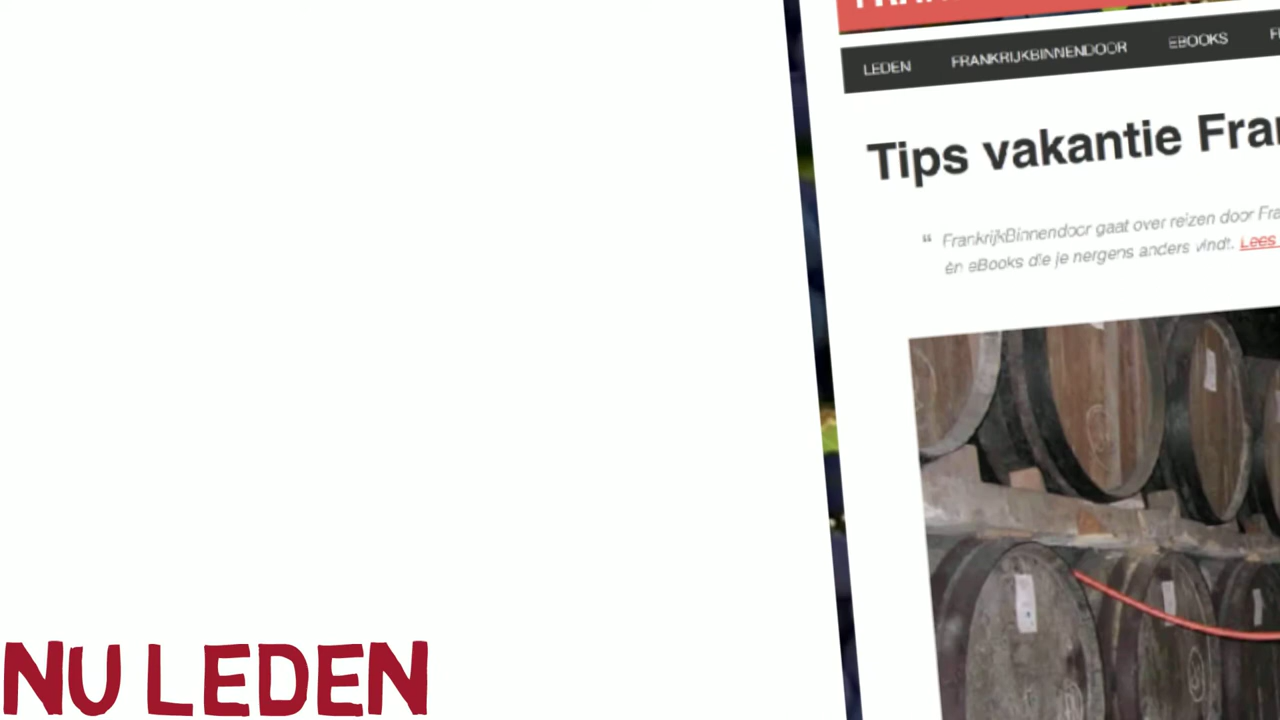 LEDEN FRANKRIJKBINNENDOOR EBOOKS
Tips vakantie Fra
“ FrankrijkBinnendoor gaat over reizen door Fra
én eBooks die je nergens anders vindt. Lees
NU LEDEN